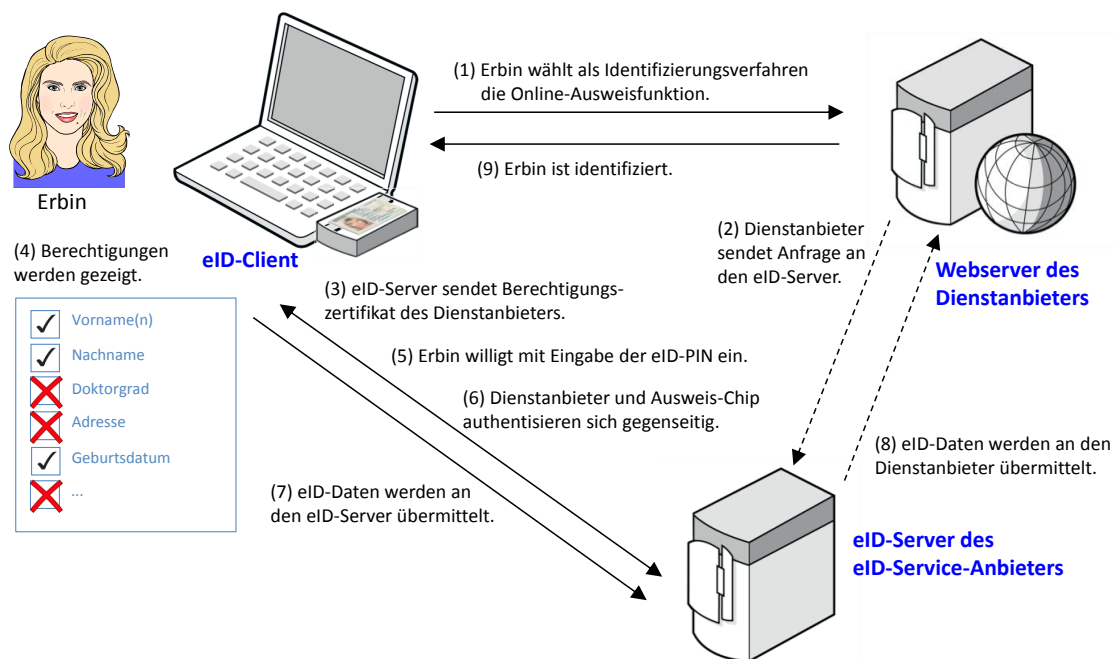 (1) Erbin wählt als Identifizierungsverfahren
die Online-Ausweisfunktion.
(9) Erbin ist identifiziert.
Erbin
(4) Berechtigungen
werden gezeigt.
eID-Client
(2) Dienstanbieter
sendet Anfrage an
den eID-Server.
Webserver des
Dienstanbieters
(3) eID-Server sendet Berechtigungs-
zertifikat des Dienstanbieters.
Vorname(n)
Nachname
Doktorgrad
Adresse
Geburtsdatum
...
(5) Erbin willigt mit Eingabe der eID-PIN ein.
(6) Dienstanbieter und Ausweis-Chip
authentisieren sich gegenseitig.
(8) eID-Daten werden an den
Dienstanbieter übermittelt.
(7) eID-Daten werden an
den eID-Server übermittelt.
eID-Server des
eID-Service-Anbieters